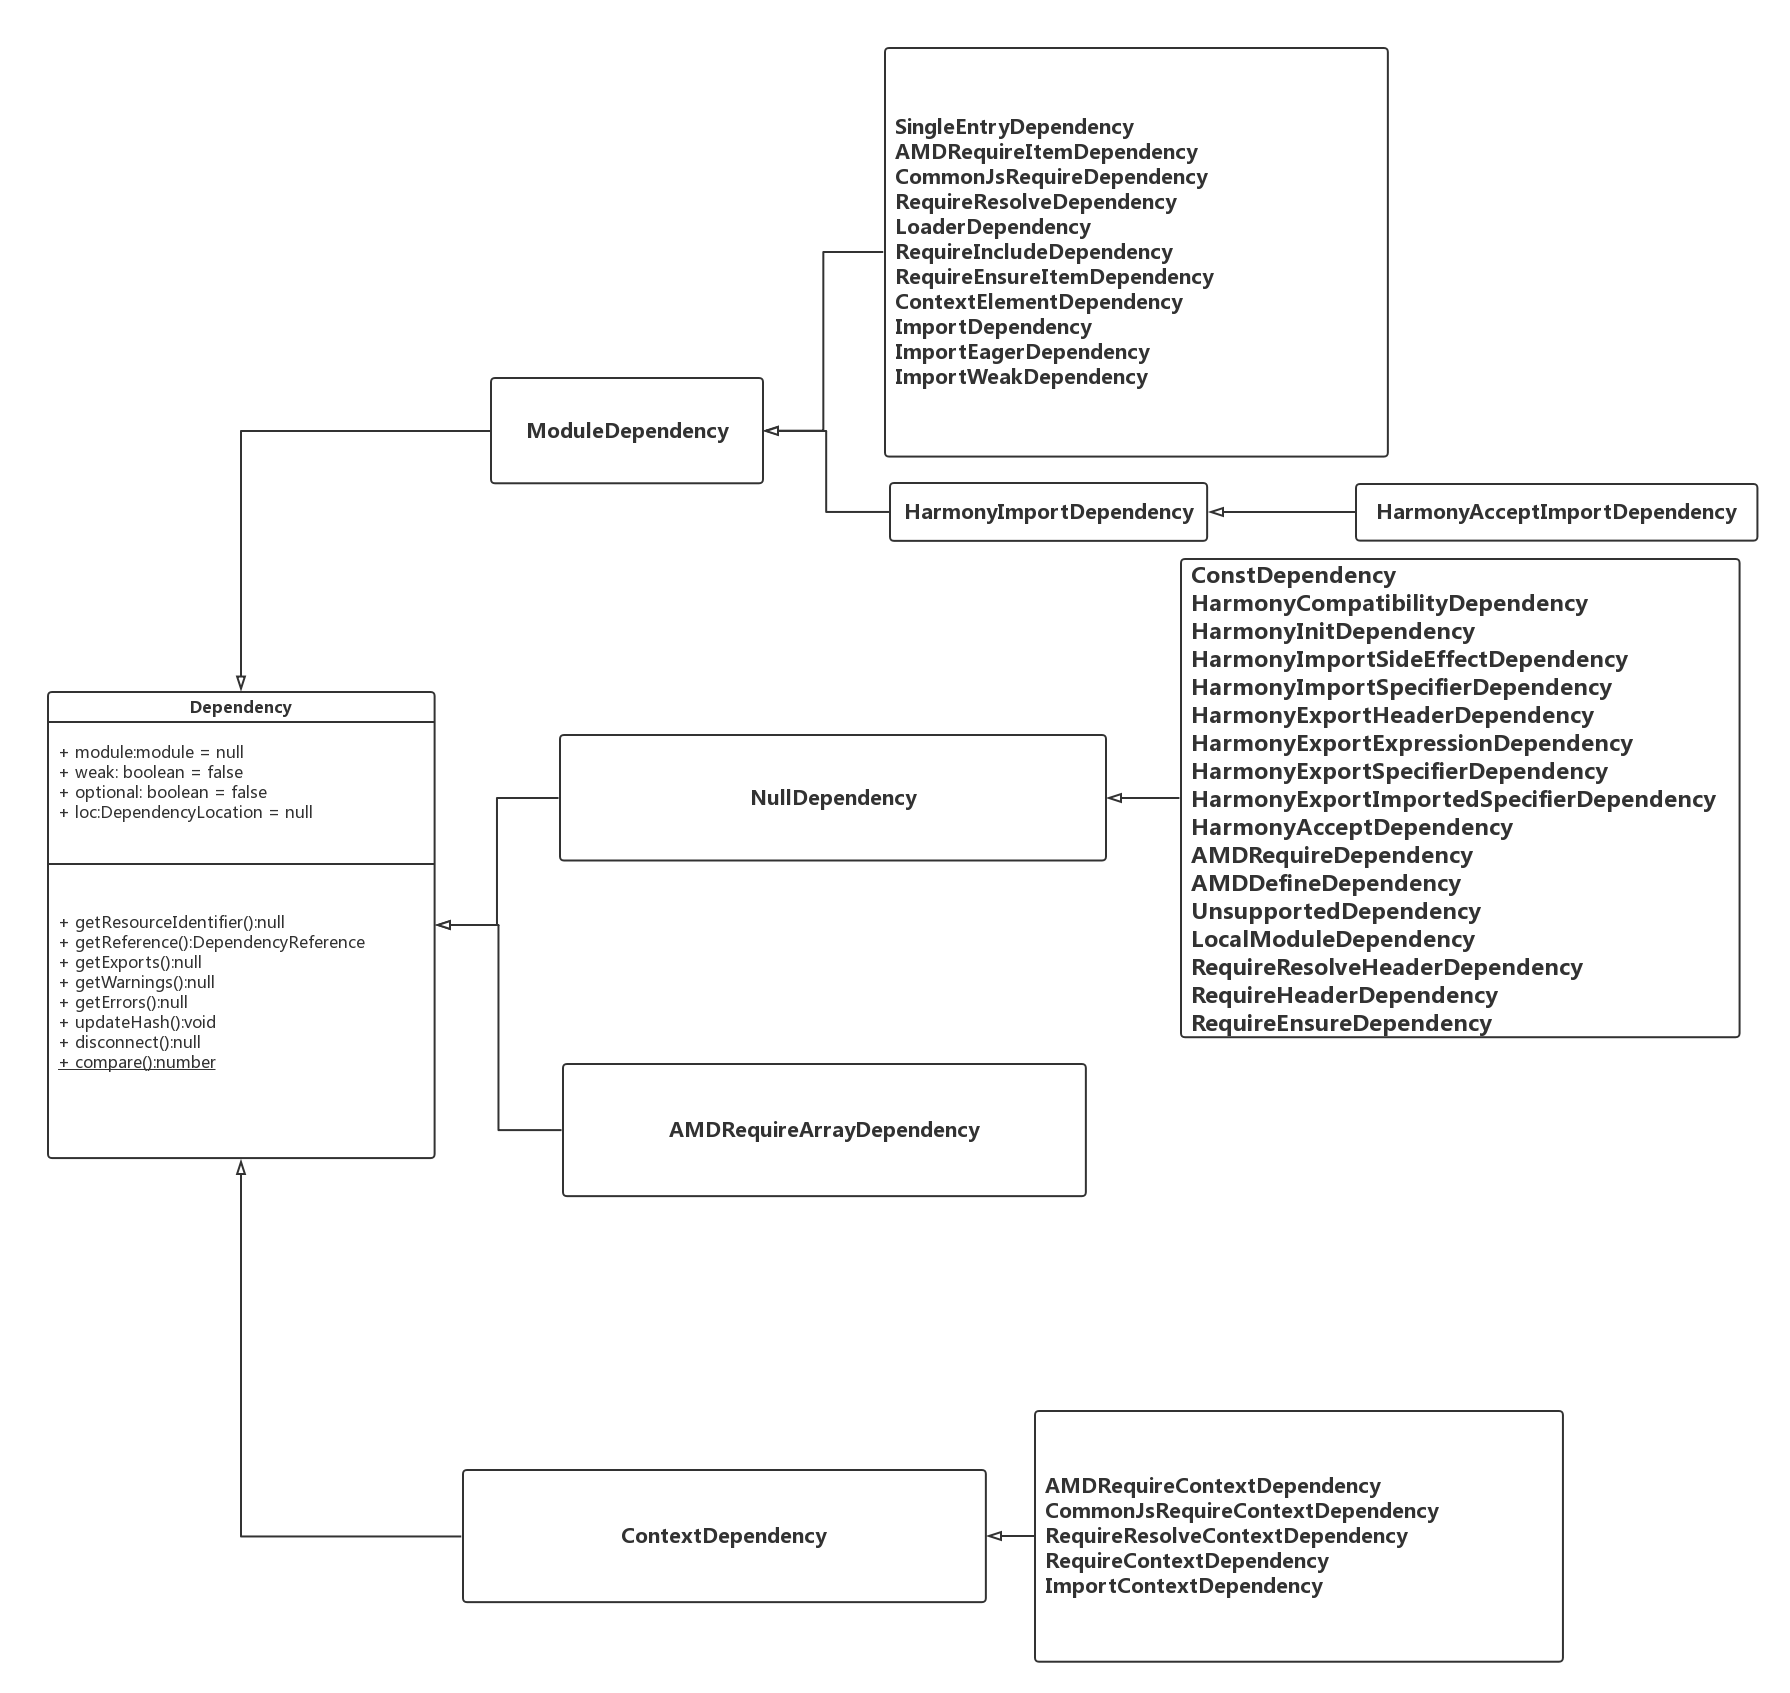 SingleEntryDependency
AMDRequireItemDependency
CommonJsRequireDependency
RequireResolveDependency
LoaderDependency
RequireIncludeDependency
RequireEnsureItemDependency
ContextElementDependency
ImportDependency
ImportEagerDependency
ImportWeakDependency
ModuleDependency
HarmonyImportDependency
HarmonyAcceptImportDependency
ConstDependency
HarmonyCompatibilityDependency
HarmonyInitDependency
HarmonyImportSideEffectDependency
HarmonyImportSpecifierDependency
HarmonyExportHeaderDependency
HarmonyExportExpressionDependency
HarmonyExportSpecifierDependency
HarmonyExportImportedSpecifierDependency
HarmonyAcceptDependency
AMDRequireDependency
AMDDefineDependency
UnsupportedDependency
LocalModuleDependency
RequireResolveHeaderDependency
RequireHeaderDependency
RequireEnsureDependency
Dependency
+ module:module = null
+ weak: boolean = false
+ optional: boolean = false
+ loc:DependencyLocation = null
+ getResourceIdentifier():null
+ getReference():DependencyReference
+ getExports():null
+ getWarnings():null
+ getErrors():null
+ updateHash():void
+ disconnect():null
+ compare():number
NullDependency
AMDRequireArrayDependency
ContextDependency
AMDRequireContextDependency
CommonJsRequireContextDependency
RequireResolveContextDependency
RequireContextDependency
ImportContextDependency